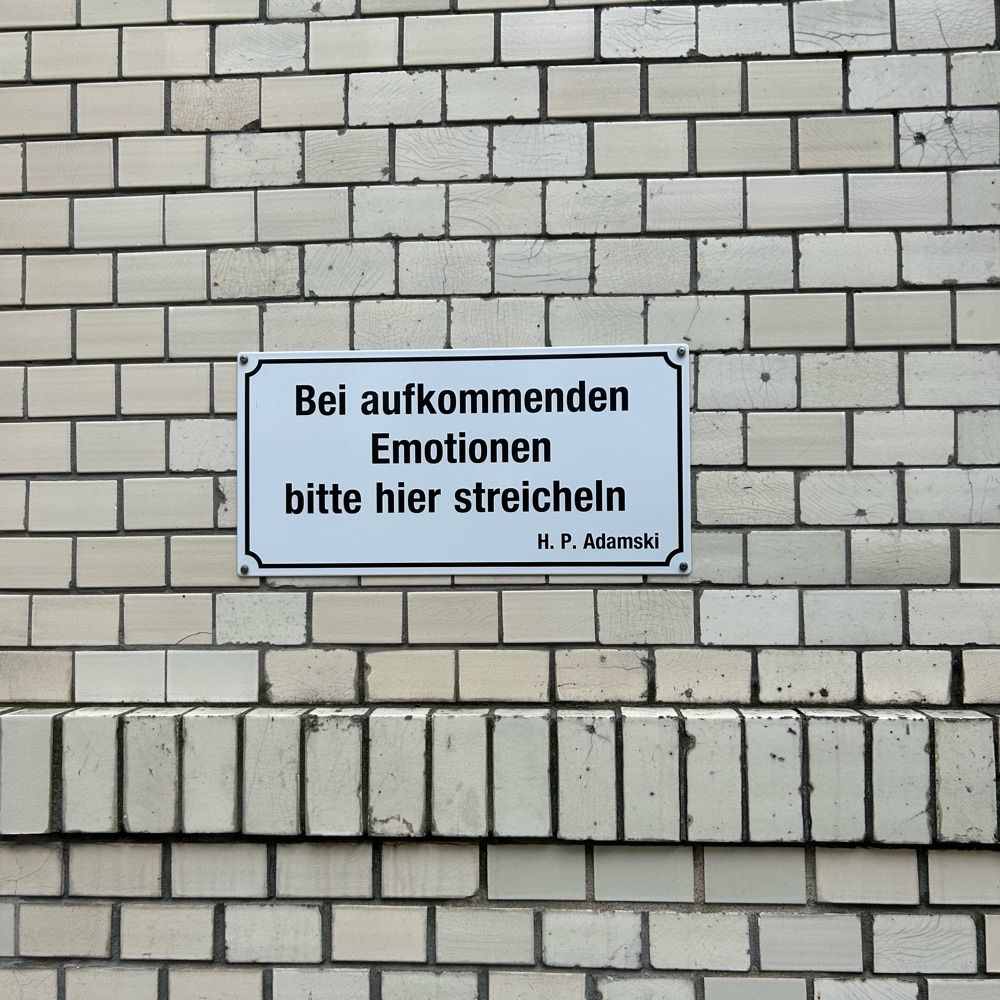 Bei aufkommenden
Emotionen
bitte hier streicheln
H. P. Adamski